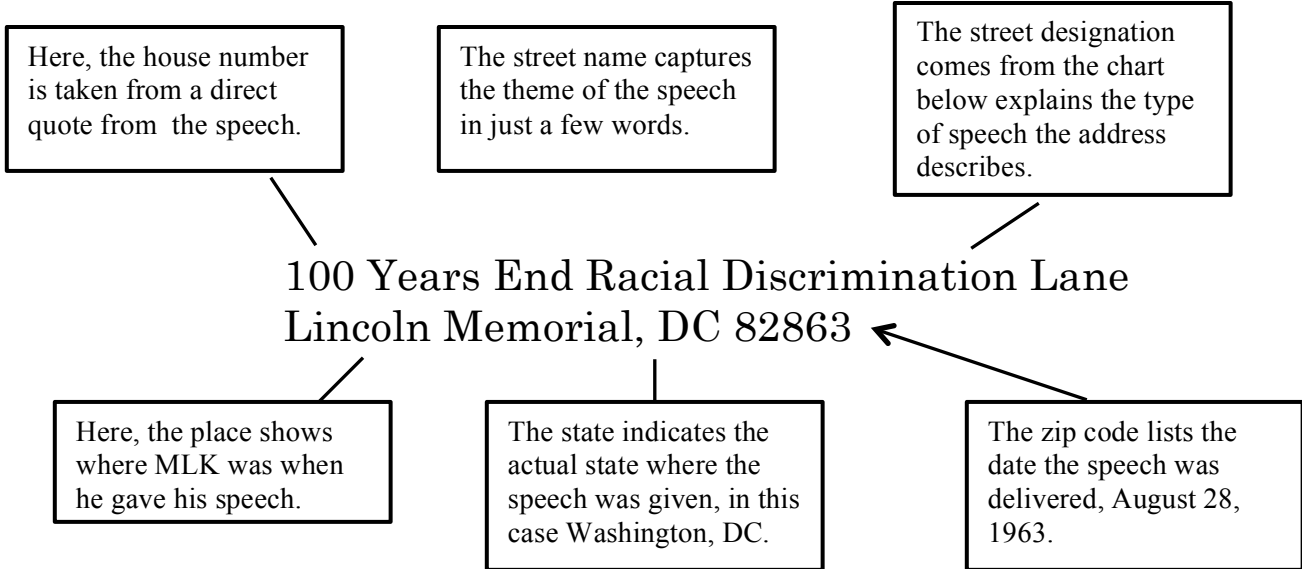 Here, the house number
is taken from a direct
quote from the speech.
The street name captures
the theme of the speech
in just a few words.
The street designation
comes from the chart
below explains the type
of speech the address
describes.
100 Years End Racial Discrimination Lane
Lincoln Memorial, DC 82863
Here, the place shows
where MLK was when
he gave his speech.
The state indicates the
actual state where the
speech was given, in this
case Washington, DC.
The zip code lists the
date the speech was
delivered, August 28,
1963.